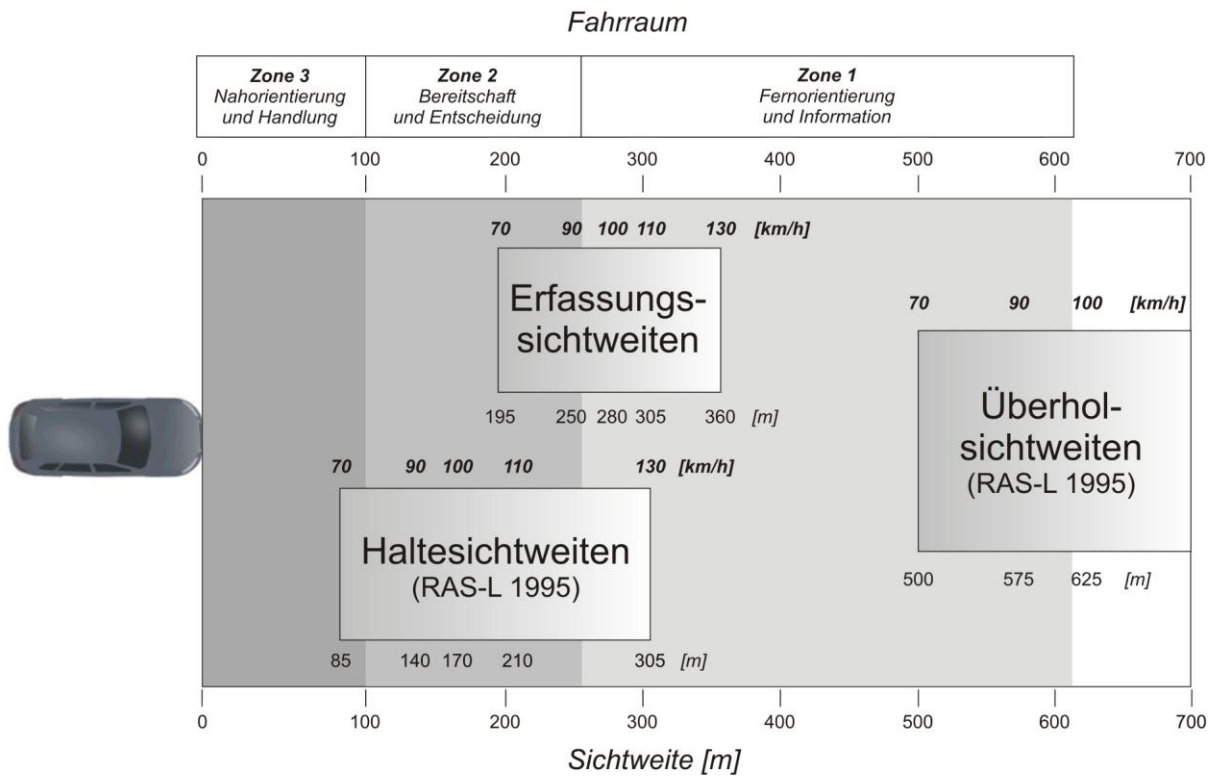 Fahrraum
Zone 3
Nahorientierung
und Handlung
Zone 2
Bereitschaft
und Entscheidung
Zone 1
Fernorientierung
und Information
0 100 200 300 400 500 600 700
70 90 100 110 130 [km/h]
Erfassungs-
sichtweiten
195 250 280 305 360 [m]
70 90 100 [km/h]
Überhol-
sichtweiten
(RAS-L 1995)
500 575 625 [m]
70 90 100 110 130 [km/h]
Haltesichtweiten
(RAS-L 1995)
85 140 170 210 305 [m]
0 100 200 300 400 500 600 700
Sichtweite [m]